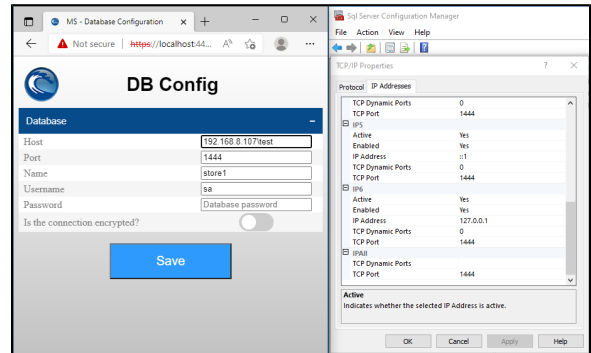 MS - Database Configuration
Not secure | https://localhost:44...
DB Config
Database
Host 192.168.8.107\test
Port 1444
Name store1
Username sa
Password Database password
Is the connection encrypted?
Save
Sql Server Configuration Manager
File Action View Help
TCP/IP Properties ? ×
Protocol IP Addresses
TCP Dynamic Ports 0
TCP Port 1444
IP5
Active Yes
Enabled Yes
IP Address ::1
TCP Dynamic Ports 0
TCP Port 1444
IP6
Active Yes
Enabled Yes
IP Address 127.0.0.1
TCP Dynamic Ports 0
TCP Port 1444
IPAll
TCP Dynamic Ports
TCP Port 1444
Active
Indicates whether the selected IP Address is active.
OK Cancel Apply Help